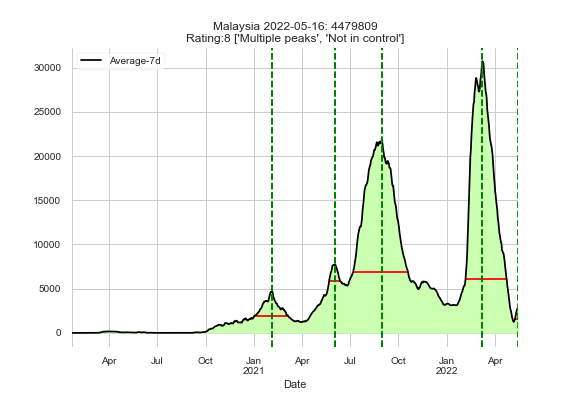 Malaysia 2022-05-16: 4479809
Rating:8 ['Multiple peaks', 'Not in control']
Average-7d
30000
25000
20000
15000
10000
5000
0
Apr Jul Oct Jan Apr Jul Oct Jan Apr
2021 2022
Date